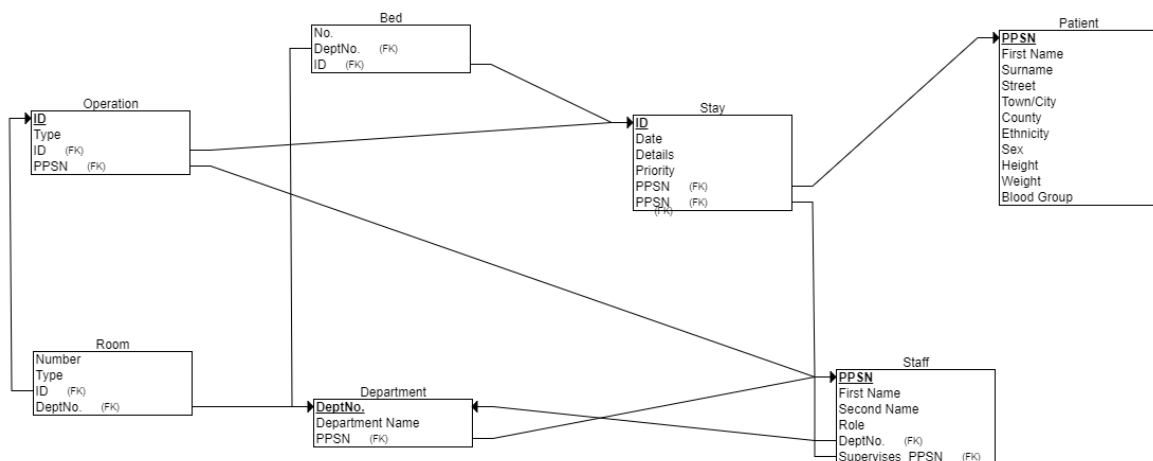 Bed
No.
DeptNo. (FK)
ID (FK)
Operation
ID
Type
ID (FK)
PPSN (FK)
Stay
ID
Date
Details
Priority
PPSN (FK)
PPSN (FK)
(FK)
Patient
PPSN
First Name
Surname
Street
Town/City
County
Ethnicity
Sex
Height
Weight
Blood Group
Room
Number
Type
ID (FK)
DeptNo. (FK)
Department
DeptNo.
Department Name
PPSN (FK)
Staff
PPSN
First Name
Second Name
Role
DeptNo. (FK)
Supervises_PPSN (FK)